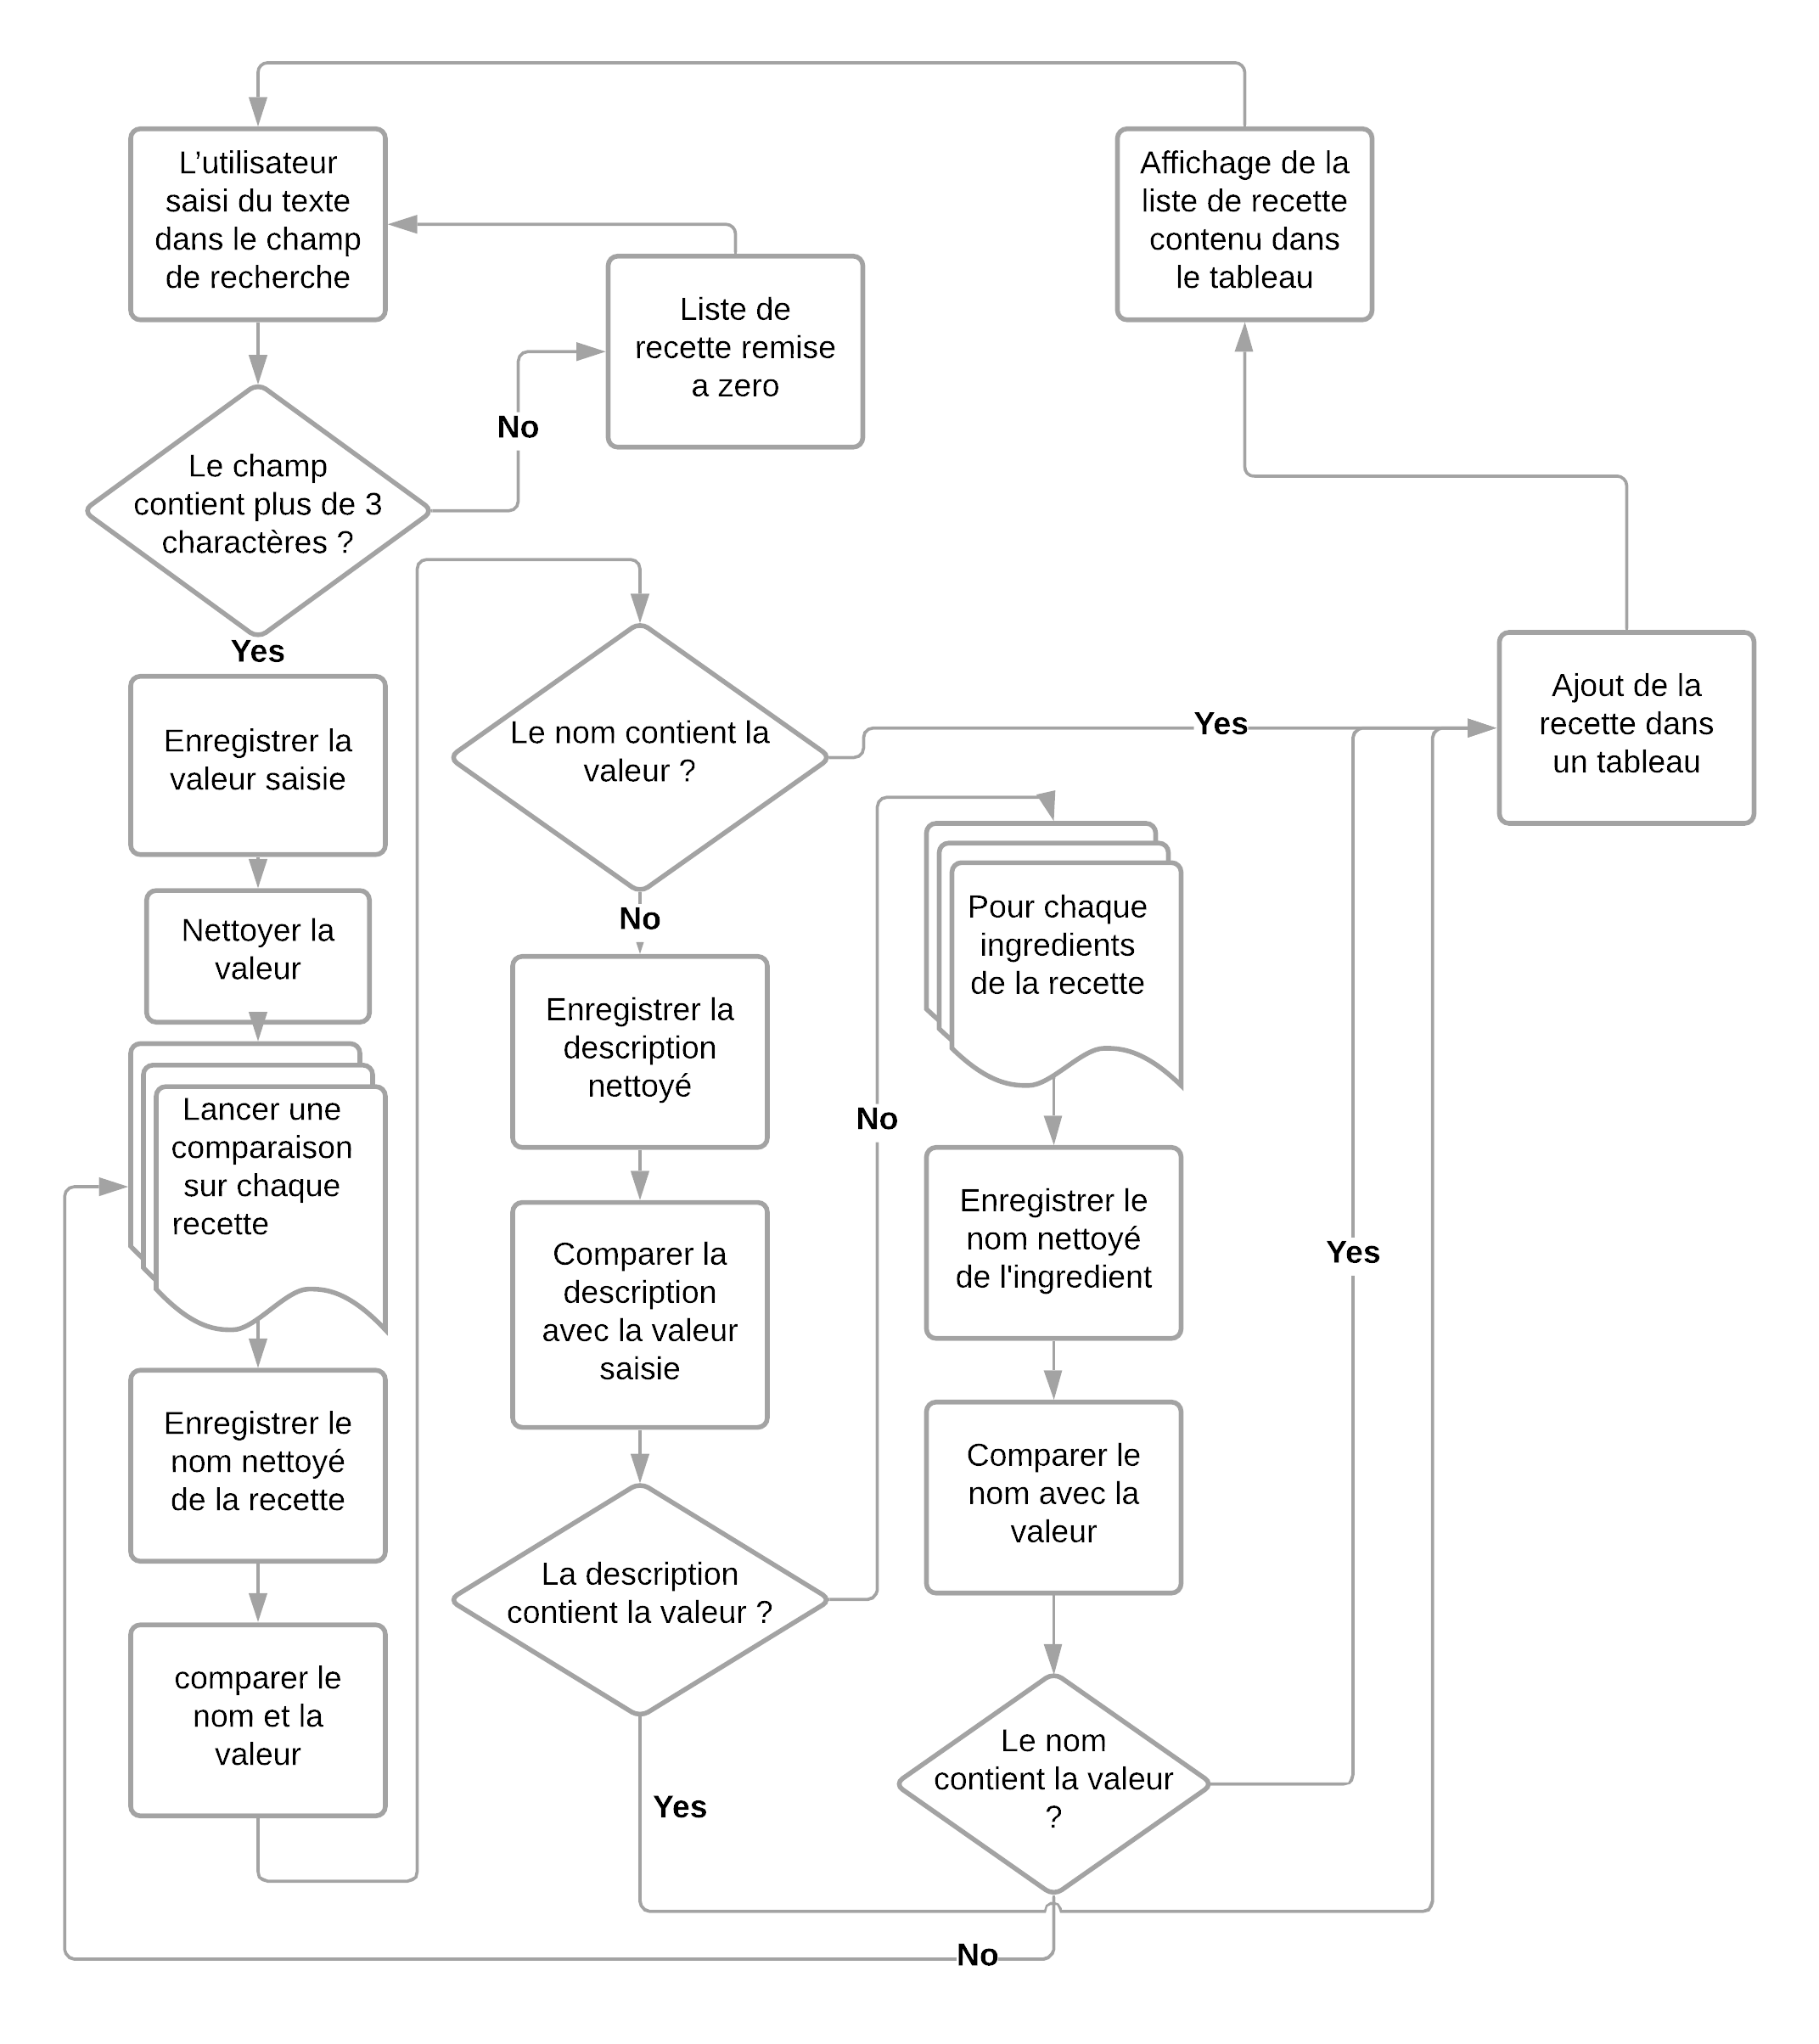 L’utilisateur
saisi du texte
dans le champ
de recherche
Affichage de la
liste de recette
contenu dans
le tableau
Liste de
recette remise
a zero
No
Le champ
contient plus de 3
charactères ?
Yes
Enregistrer la
valeur saisie
Nettoyer la
valeur
Lancer une
comparaison
sur chaque
recette
Enregistrer le
nom nettoyé
de la recette
comparer le
nom et la
valeur
Le nom contient la
valeur ?
Yes
Ajout de la
recette dans
un tableau
No
Enregistrer la
description
nettoyé
Comparer la
description
avec la valeur
saisie
La description
contient la valeur ?
No
Yes
Pour chaque
ingredients
de la recette
Enregistrer le
nom nettoyé
de l'ingredient
Comparer le
nom avec la
valeur
Le nom
contient la valeur
?
Yes
No